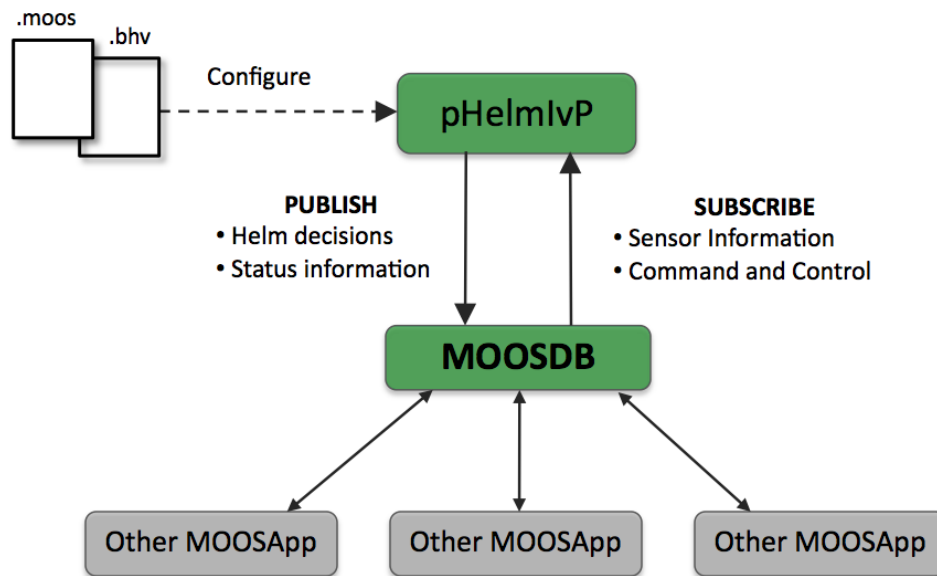 .moos
.bhv
Configure
pHelmIvP
PUBLISH
• Helm decisions
• Status information
SUBSCRIBE
• Sensor Information
• Command and Control
MOOSDB
Other MOOSApp
Other MOOSApp
Other MOOSApp